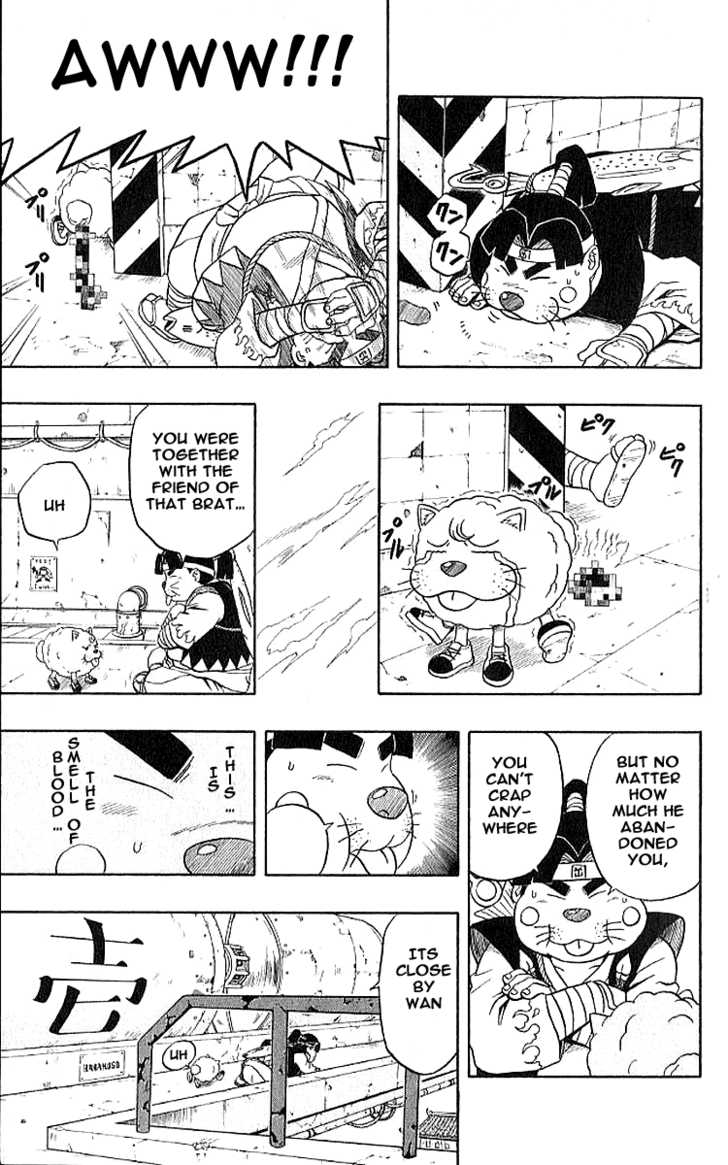 クン
クン
AWWW!!!
プリ
プリ
ピク
ピク
プル
プル
YOU WERE
TOGETHER
WITH THE
FRIEND OF
THAT BRAT...
UH
BUT NO
MATTER
HOW
MUCH HE
ABAN-
DONED
YOU,
YOU
CAN'T
CRAP
ANY-
WHERE
THIS...
IS
THE
SMELL OF
BLOOD...
ITS
CLOSE
BY
WAN
UH
壱